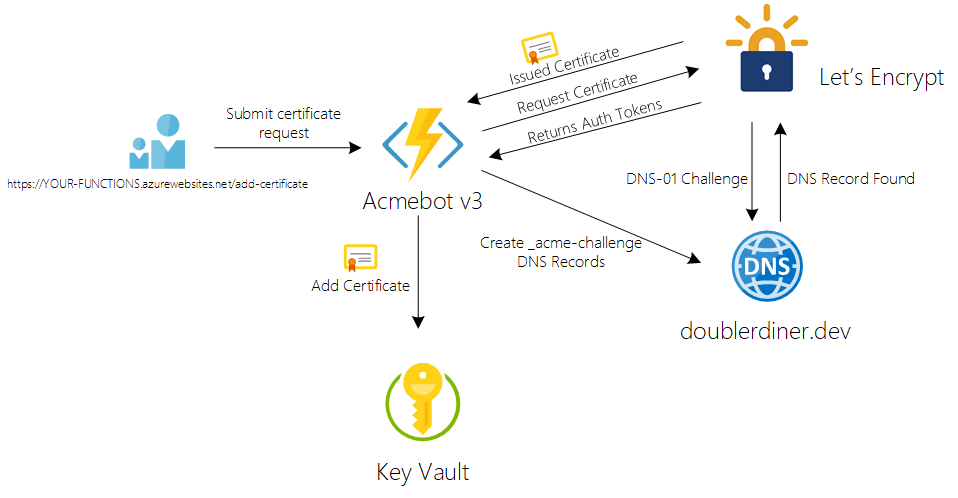 Issued Certificate
Request Certificate
Returns Auth Tokens
Let's Encrypt
Submit certificate
request
https://YOUR-FUNCTIONS.azurewebsites.net/add-certificate
Acmebot v3
DNS-01 Challenge
DNS Record Found
Create _acme-challenge
DNS Records
DNS
doublerdiner.dev
Add Certificate
Key Vault